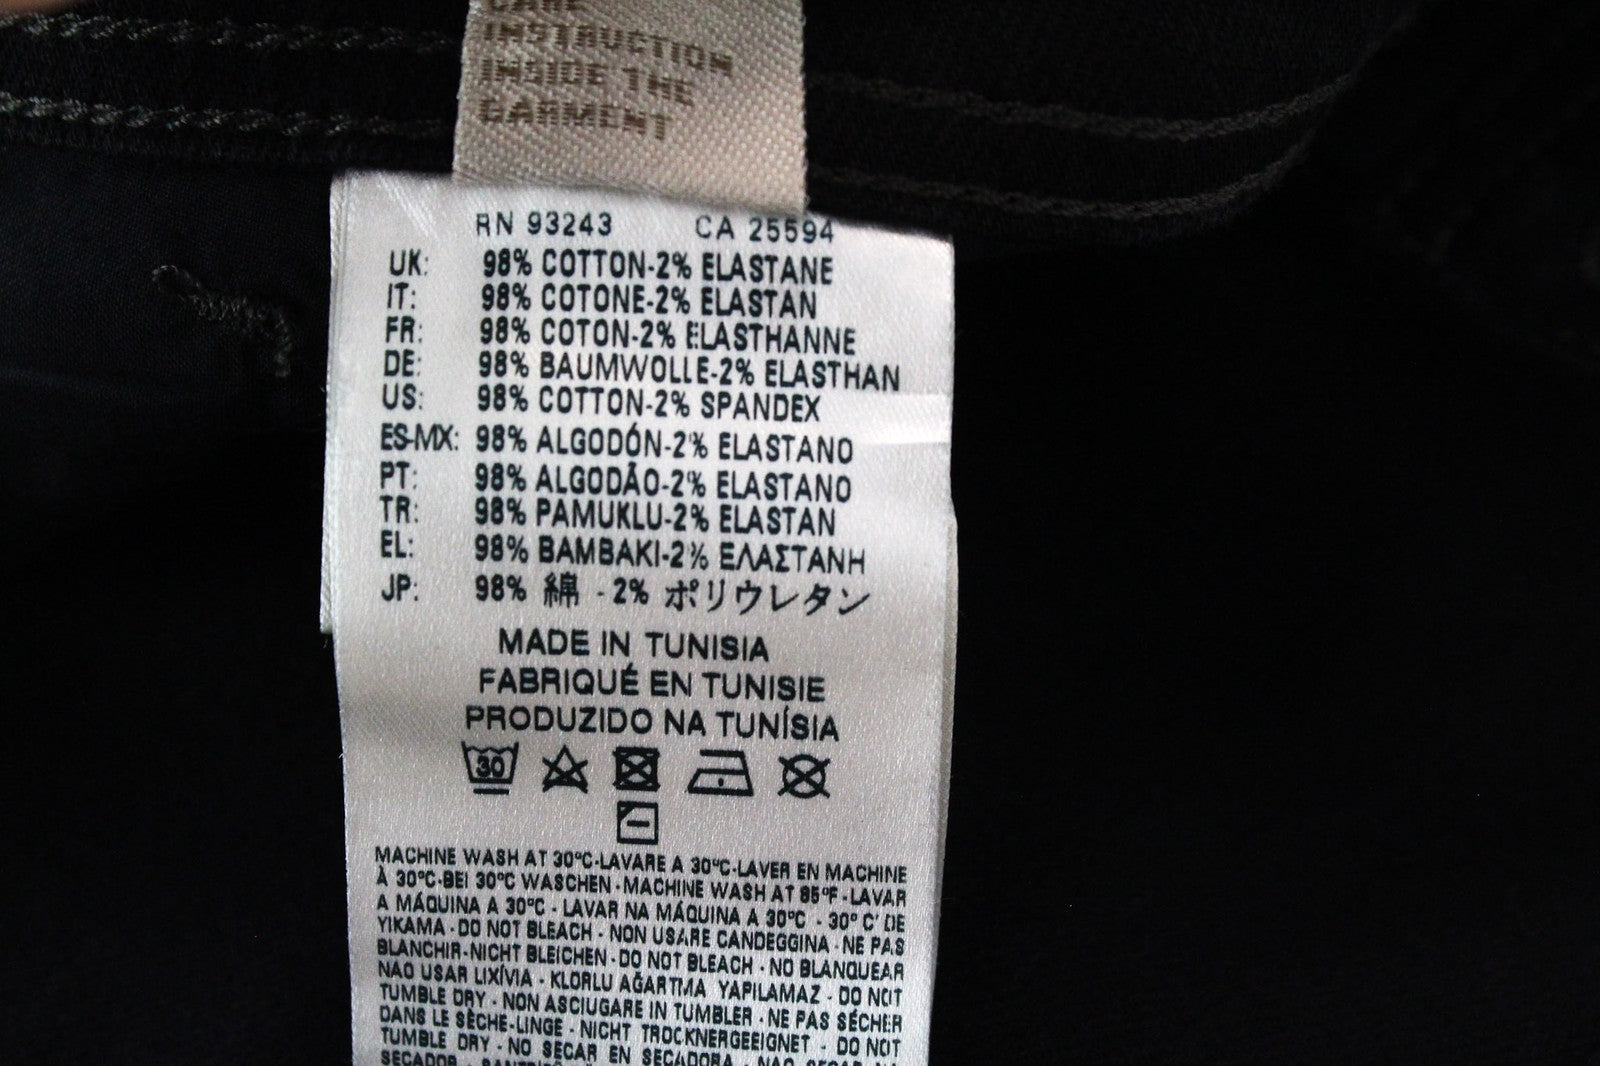 CARE
INSTRUCTION
INSIDE THE
GARMENT
RN 93243 CA 25594
UK: 98% COTTON-2% ELASTANE
IT: 98% COTONE-2% ELASTAN
FR: 98% COTON-2% ELASTHANNE
DE: 98% BAUMWOLLE-2% ELASTHAN
US: 98% COTTON-2% SPANDEX
ES-MX: 98% ALGODÓN-2% ELASTANO
PT: 98% ALGODÃO-2% ELASTANO
TR: 98% PAMUKLU-2% ELASTAN
EL: 98% ΒΑΜΒΑΚΙ-2% ΕΛΑΣΤΑΝΗ
JP: 98% 綿 - 2% ポリウレタン
MADE IN TUNISIA
FABRIQUÉ EN TUNISIE
PRODUZIDO NA TUNÍSIA
30
MACHINE WASH AT 30°C-LAVARE A 30°C-LAVER EN MACHINE
À 30°C-BEI 30°C WASCHEN - MACHINE WASH AT 85°F - LAVAR
A MÁQUINA A 30°C - LAVAR NA MÁQUINA A 30°C - 30° C' DE
YIKAMA - DO NOT BLEACH - NON USARE CANDEGGINA - NE PAS
BLANCHIR-NICHT BLEICHEN - DO NOT BLEACH - NO BLANQUEAR
NAO USAR LIXÍVIA - KLORLU AĞARTMA YAPILAMAZ - DO NOT
TUMBLE DRY - NON ASCIUGARE IN TUMBLER - NE PAS SÉCHER
DANS LE SÈCHE-LINGE - NICHT TROCKNERGEEIGNET - DO NOT
TUMBLE DRY - NO SECAR EN SECADORA - NAO SECAR NA
SECADOR -